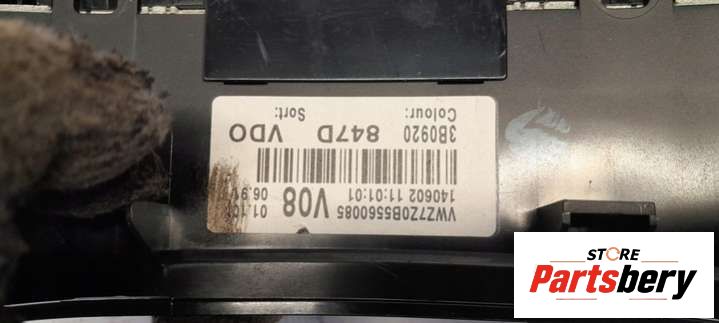 VWZ7Z0B5560085
140602 11:01:01
V08
3B0920 847D VDO
Colour: Sort:
STORE
Partsbery